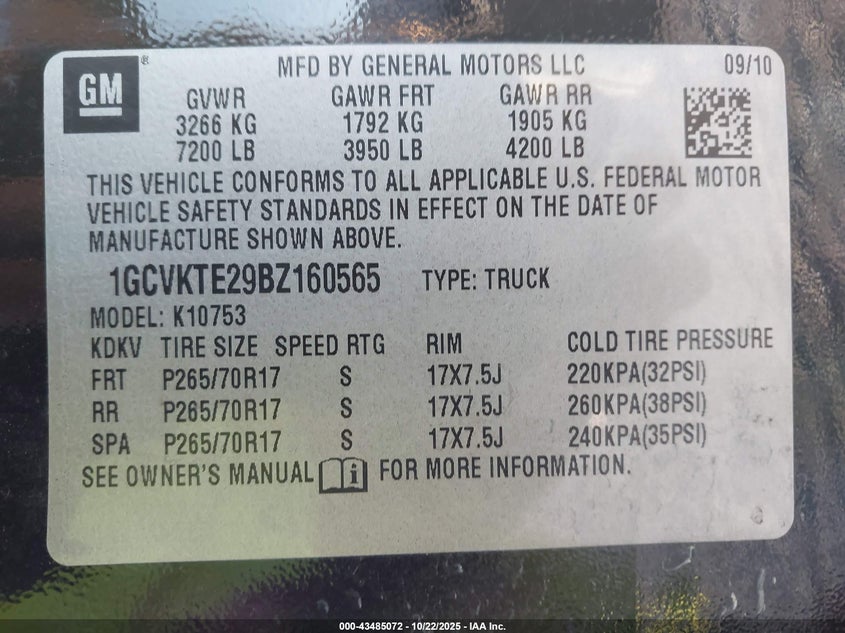 GM ®
MFD BY GENERAL MOTORS LLC 09/10
GVWR GAWR FRT GAWR RR
3266 KG 1792 KG 1905 KG
7200 LB 3950 LB 4200 LB
THIS VEHICLE CONFORMS TO ALL APPLICABLE U.S. FEDERAL MOTOR
VEHICLE SAFETY STANDARDS IN EFFECT ON THE DATE OF
MANUFACTURE SHOWN ABOVE.
1GCVKTE29BZ160565 TYPE: TRUCK
MODEL: K10753
KDKV TIRE SIZE SPEED RTG RIM COLD TIRE PRESSURE
FRT P265/70R17 S 17X7.5J 220KPA(32PSI)
RR P265/70R17 S 17X7.5J 260KPA(38PSI)
SPA P265/70R17 S 17X7.5J 240KPA(35PSI)
SEE OWNER'S MANUAL FOR MORE INFORMATION.
000-43485072 - 10/22/2025 - IAA Inc.